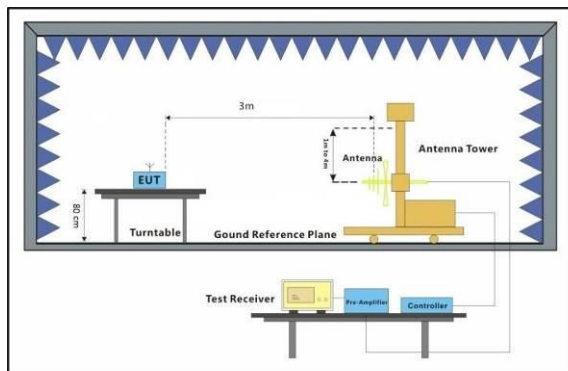 3m
1m to 4m
Antenna
Antenna Tower
EUT
80 cm
Turntable
Gound Reference Plane
Test Receiver
Pre-Amplifier
Controller